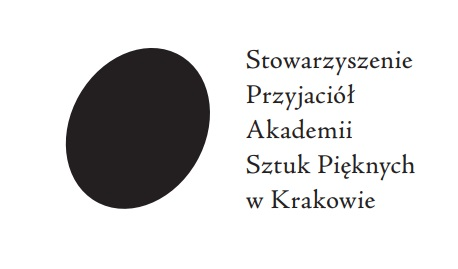 Stowarzyszenie
Przyjaciół
Akademii
Sztuk Pięknych
w Krakowie